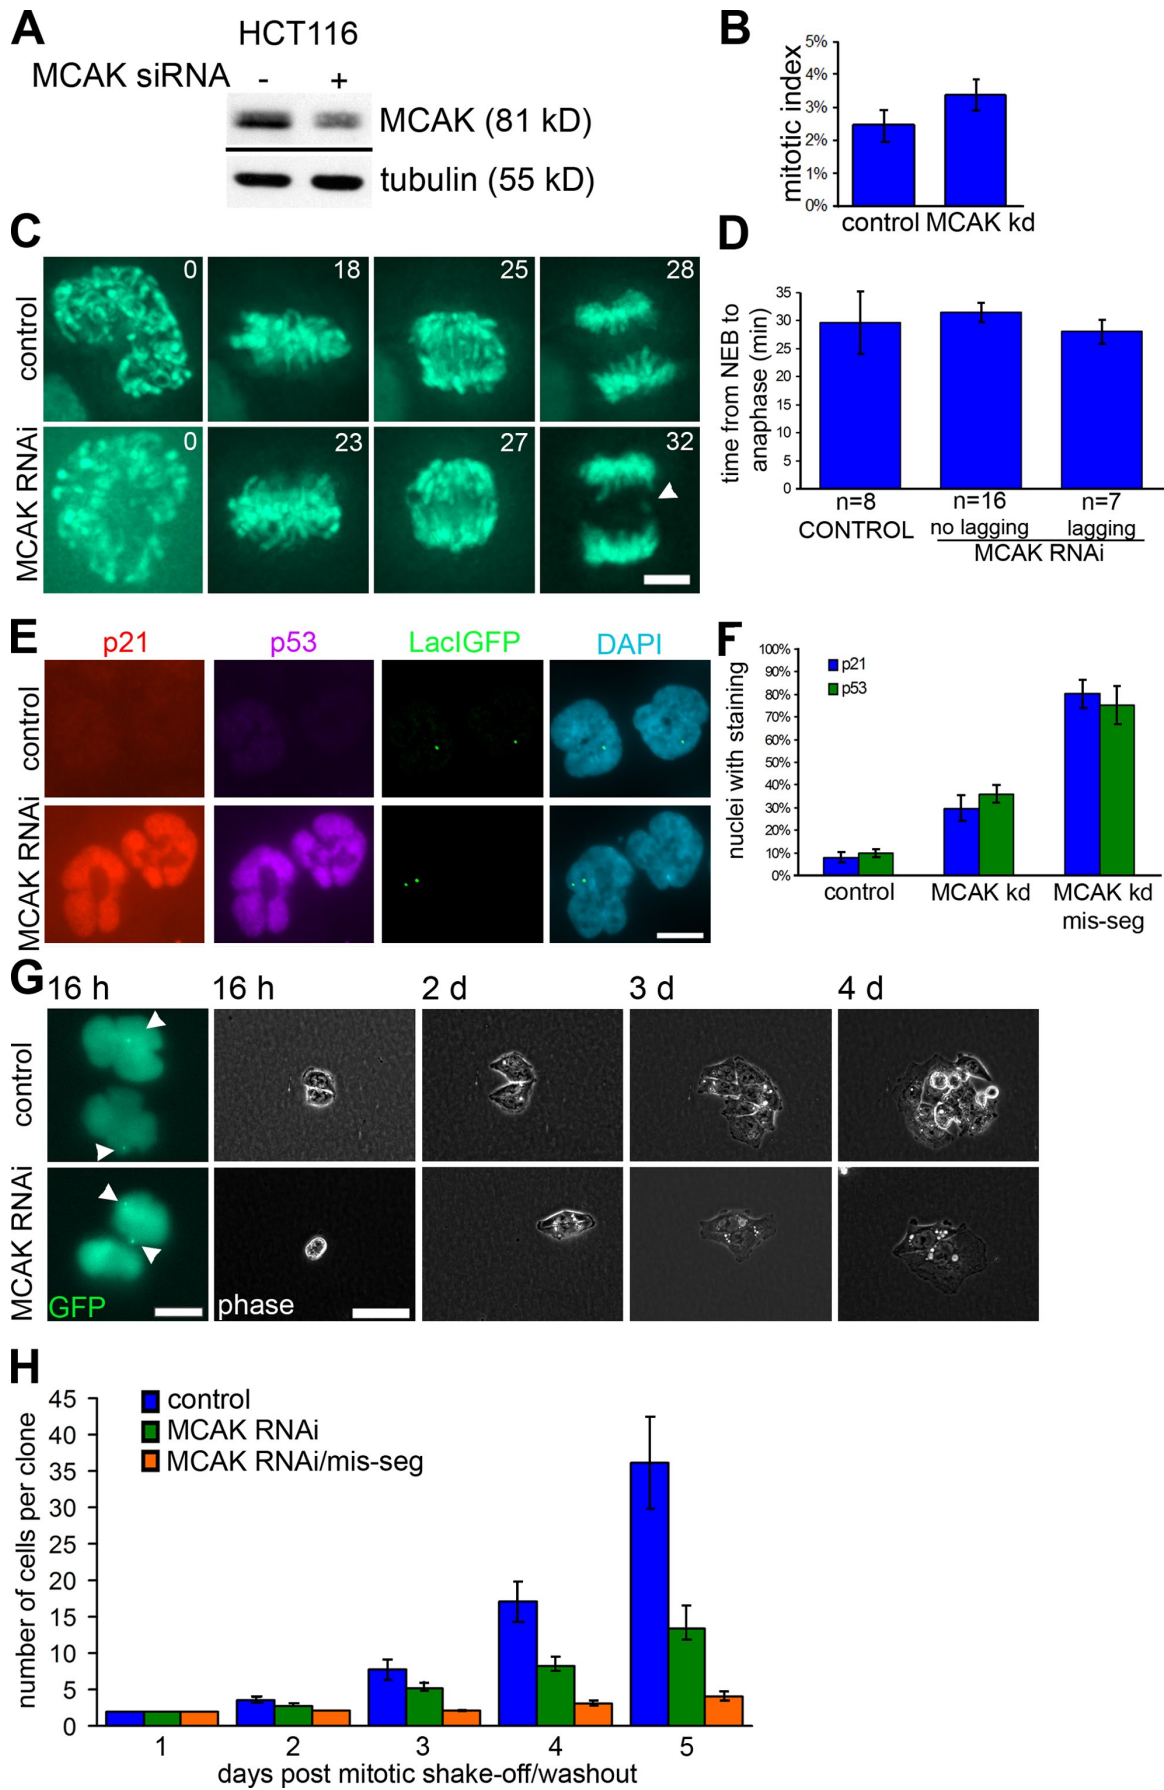 A
HCT116
MCAK siRNA - +
MCAK (81 kD)
tubulin (55 kD)
B
mitotic index
5%
4%
3%
2%
1%
0%
control MCAK kd
C
control
0 18 25 28
MCAK RNAi
0 23 27 32
D
time from NEB to
anaphase (min)
35
30
25
20
15
10
5
0
n=8 n=16 n=7
CONTROL no lagging lagging
MCAK RNAi
E
p21 p53 LacIGFP DAPI
control
MCAK RNAi
F
nuclei with staining
100%
90%
80%
70%
60%
50%
40%
30%
20%
10%
0%
p21
p53
control MCAK kd MCAK kd
mis-seg
G
16 h 16 h 2 d 3 d 4 d
control
MCAK RNAi
GFP phase
H
number of cells per clone
45
40
35
30
25
20
15
10
5
0
control
MCAK RNAi
MCAK RNAi/mis-seg
1 2 3 4 5
days post mitotic shake-off/washout